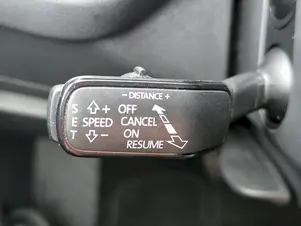 - DISTANCE +
S + OFF
E SPEED CANCEL
T - ON
RESUME